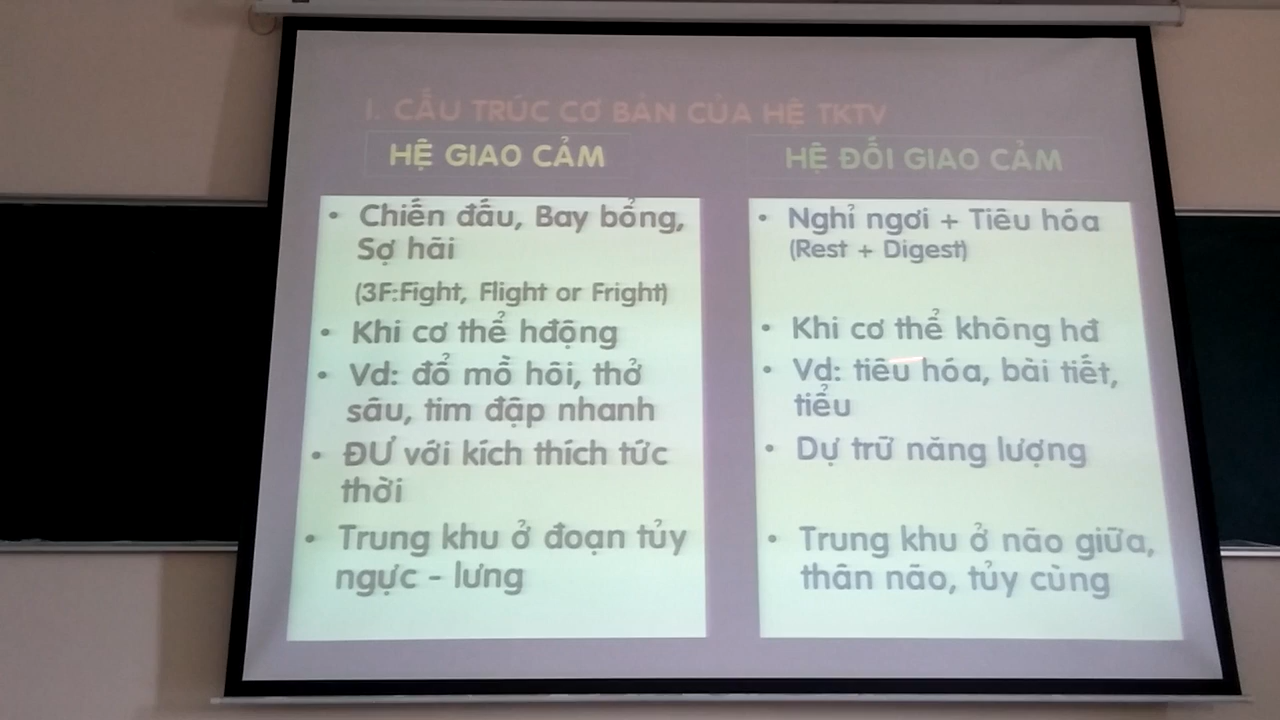 I. CẤU TRÚC CƠ BẢN CỦA HỆ TKTV
HỆ GIAO CẢM
• Chiến đấu, Bay bổng,
Sợ hãi
(3F:Fight, Flight or Fright)
• Khi cơ thể hđộng
• Vd: đổ mồ hôi, thở
sâu, tim đập nhanh
• ĐƯ với kích thích tức
thời
• Trung khu ở đoạn tủy
ngực - lưng
HỆ ĐỐI GIAO CẢM
• Nghỉ ngơi + Tiêu hóa
(Rest + Digest)
• Khi cơ thể không hđ
• Vd: tiêu hóa, bài tiết,
tiểu
• Dự trữ năng lượng
• Trung khu ở não giữa,
thân não, tủy cùng